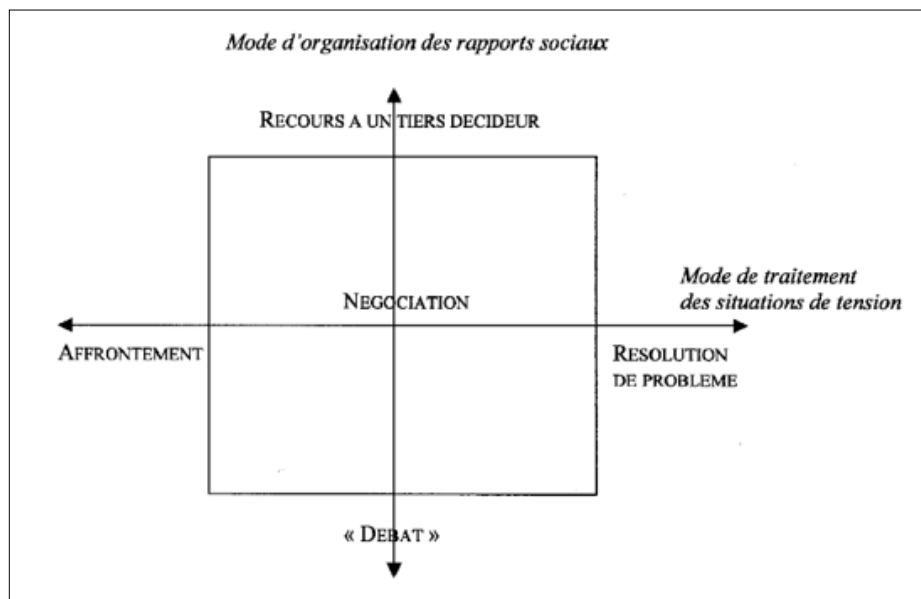 Mode d'organisation des rapports sociaux
RECOURS A UN TIERS DECIDEUR
NEGOCIATION
Mode de traitement
des situations de tension
AFFRONTEMENT
RESOLUTION
DE PROBLEME
« DEBAT »